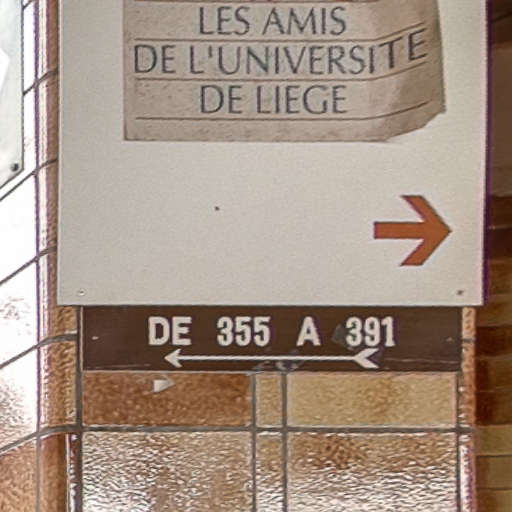 LES AMIS
DE L'UNIVERSITE
DE LIEGE
DE 355 A 391